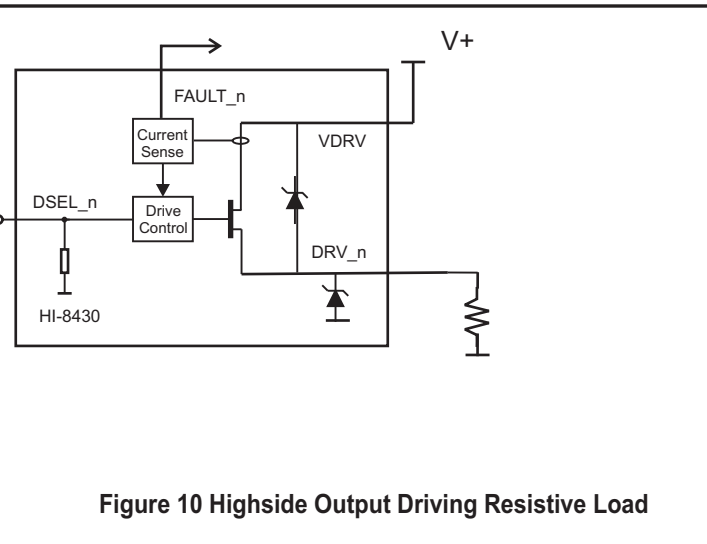 V+
FAULT_n
Current
Sense
VDRV
DSEL_n
Drive
Control
DRV_n
HI-8430
Figure 10 Highside Output Driving Resistive Load